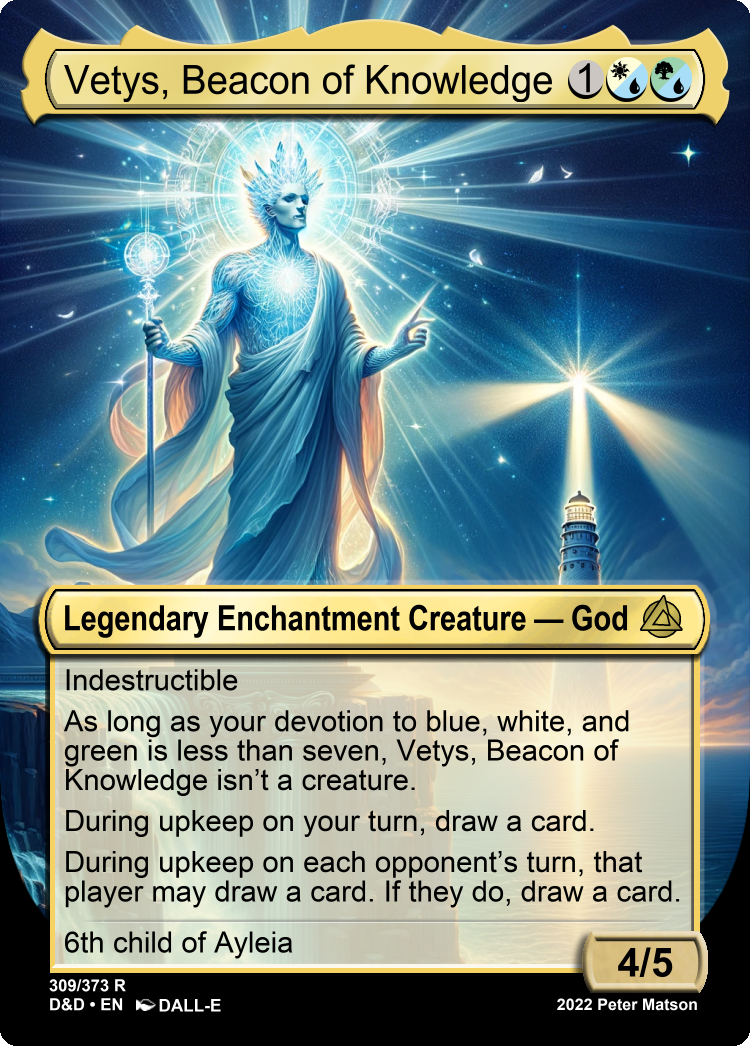 Vetys, Beacon of Knowledge 1
Legendary Enchantment Creature — God
Indestructible
As long as your devotion to blue, white, and
green is less than seven, Vetys, Beacon of
Knowledge isn't a creature.
During upkeep on your turn, draw a card.
During upkeep on each opponent's turn, that
player may draw a card. If they do, draw a card.
6th child of Ayleia
4/5
309/373 R
D&D • EN DALL-E
2022 Peter Matson